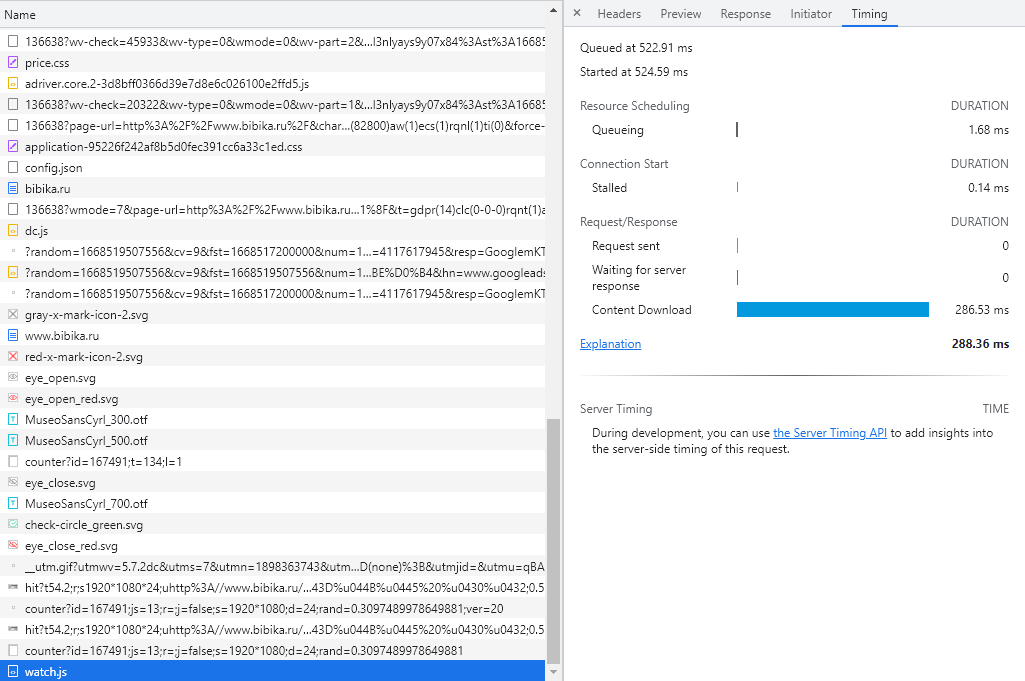 Name
136638?wv-check=45933&wv-type=0&wmode=0&wv-part=2&...l3nlyays9y07x84%3Ast%3A16685
price.css
adriver.core.2-3d8bff0366d39e7d8e6c026100e2ffd5.js
136638?wv-check=20322&wv-type=0&wmode=0&wv-part=1&...l3nlyays9y07x84%3Ast%3A16685
136638?page-url=http%3A%2F%2Fwww.bibika.ru%2F&char...(82800)aw(1)ecs(1)rqnl(1)ti(0)&force-
application-95226f242af8b5d0fec391cc6a33c1ed.css
config.json
bibika.ru
136638?wmode=7&page-url=http%3A%2F%2Fwww.bibika.ru...1%8F&t=gdpr(14)clc(0-0-0)rqnt(1)a
dc.js
?random=1668519507556&cv=9&fst=1668517200000&num=1...=4117617945&resp=GooglemKT
?random=1668519507556&cv=9&fst=1668519507556&num=1...BE%D0%B4&hn=www.googleads
?random=1668519507556&cv=9&fst=1668517200000&num=1...=4117617945&resp=GooglemKT
gray-x-mark-icon-2.svg
www.bibika.ru
red-x-mark-icon-2.svg
eye_open.svg
eye_open_red.svg
MuseoSansCyrl_300.otf
MuseoSansCyrl_500.otf
counter?id=167491;t=134;l=1
eye_close.svg
MuseoSansCyrl_700.otf
check-circle_green.svg
eye_close_red.svg
__utm.gif?utmwv=5.7.2dc&utms=7&utmn=1898363743&utm...D(none)%3B&utmjid=&utmu=qBA
hit?t54.2;r;s1920*1080*24;uhttp%3A//www.bibika.ru/...43D%u044B%u0445%20%u0430%u0432;0.5
counter?id=167491;js=13;r=;j=false;s=1920*1080;d=24;rand=0.3097489978649881;ver=20
hit?t54.2;r;s1920*1080*24;uhttp%3A//www.bibika.ru/...43D%u044B%u0445%20%u0430%u0432;0.5
counter?id=167491;js=13;r=;j=false;s=1920*1080;d=24;rand=0.3097489978649881
watch.js
× Headers Preview Response Initiator Timing
Queued at 522.91 ms
Started at 524.59 ms
Resource Scheduling DURATION
Queueing 1.68 ms
Connection Start DURATION
Stalled 0.14 ms
Request/Response DURATION
Request sent 0
Waiting for server
response 0
Content Download 286.53 ms
Explanation 288.36 ms
Server Timing TIME
During development, you can use the Server Timing API to add insights into
the server-side timing of this request.